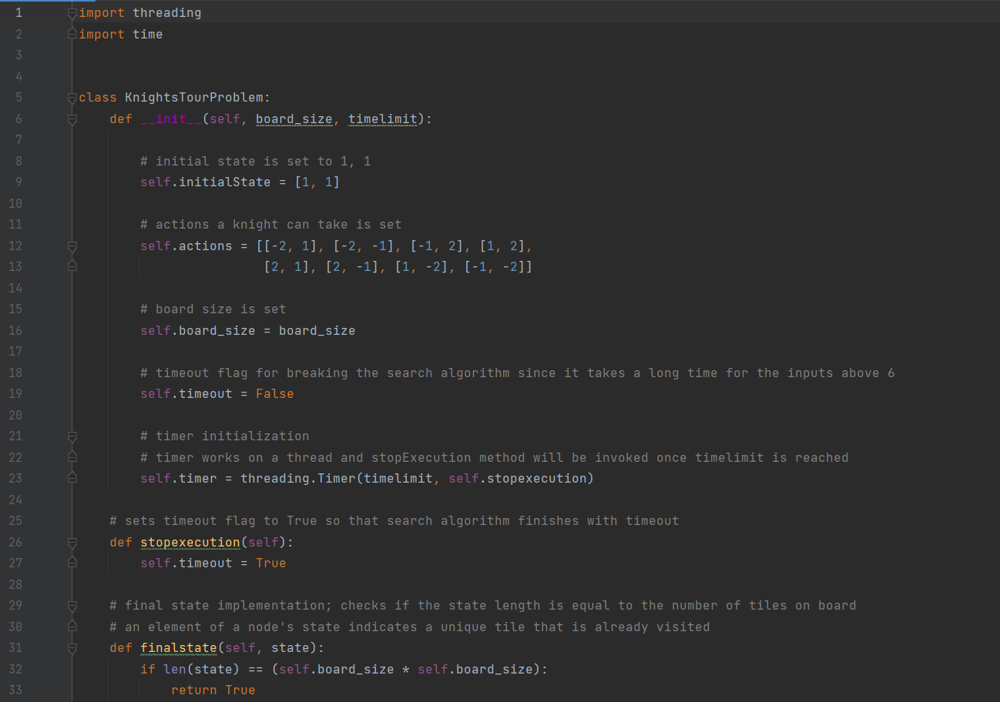 1 import threading
2 import time
3
4
5 class KnightsTourProblem:
6     def __init__(self, board_size, timelimit):
7
8         # initial state is set to 1, 1
9         self.initialState = [1, 1]
10
11         # actions a knight can take is set
12         self.actions = [[-2, 1], [-2, -1], [-1, 2], [1, 2],
13                         [2, 1], [2, -1], [1, -2], [-1, -2]]
14
15         # board size is set
16         self.board_size = board_size
17
18         # timeout flag for breaking the search algorithm since it takes a long time for the inputs above 6
19         self.timeout = False
20
21         # timer initialization
22         # timer works on a thread and stopExecution method will be invoked once timelimit is reached
23         self.timer = threading.Timer(timelimit, self.stopexecution)
24
25     # sets timeout flag to True so that search algorithm finishes with timeout
26     def stopexecution(self):
27         self.timeout = True
28
29     # final state implementation; checks if the state length is equal to the number of tiles on board
30     # an element of a node's state indicates a unique tile that is already visited
31     def finalstate(self, state):
32         if len(state) == (self.board_size * self.board_size):
33             return True